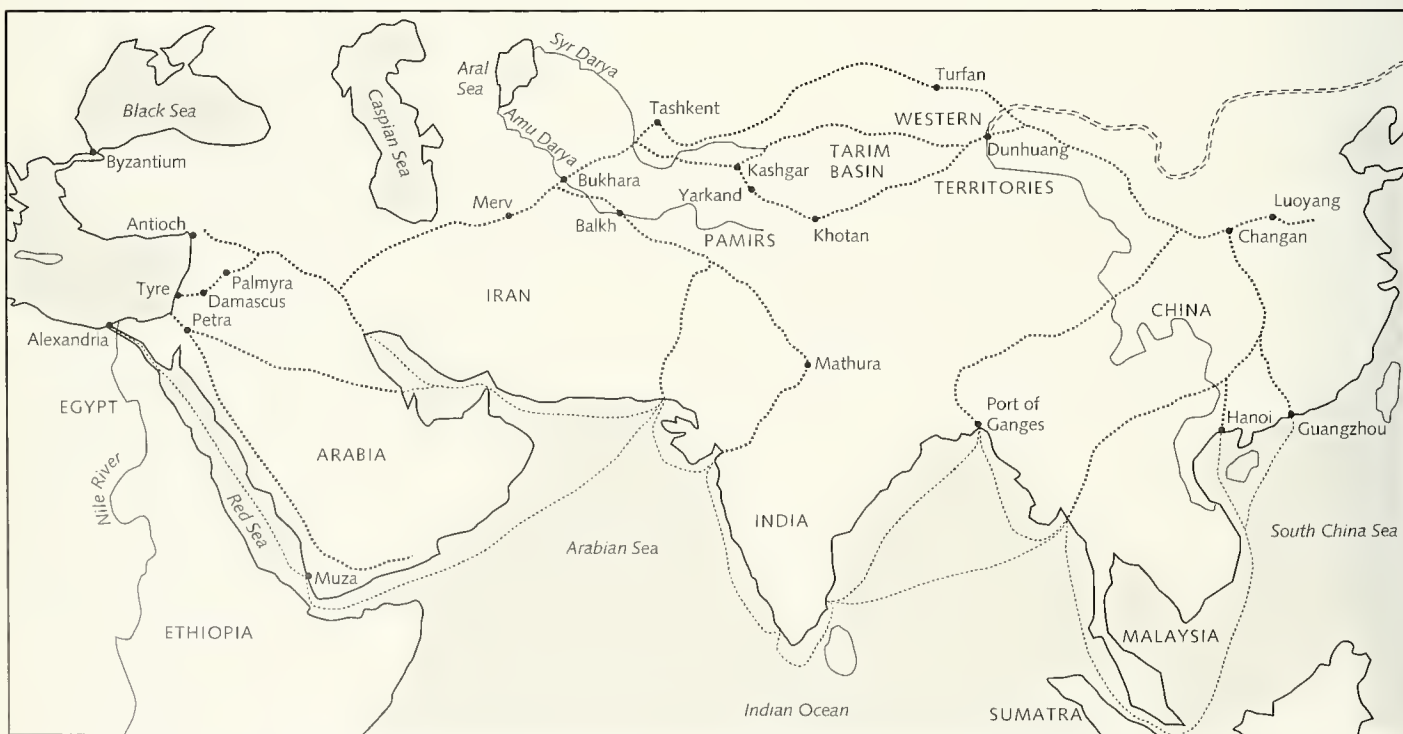 Black Sea
Byzantium
Caspian Sea
Aral
Sea
Syr Darya
Amu Darya
Tashkent
Turfan
WESTERN
TERRITORIES
Dunhuang
TARIM
BASIN
Kashgar
Yarkand
Khotan
PAMIRS
Bukhara
Merv
Balkh
Luoyang
Changan
CHINA
Antioch
Palmyra
Tyre
Damascus
Petra
Alexandria
IRAN
Mathura
EGYPT
Nile River
ARABIA
Red Sea
Muza
ETHIOPIA
Arabian Sea
INDIA
Port of
Ganges
Hanoi
Guangzhou
South China Sea
MALAYSIA
SUMATRA
Indian Ocean